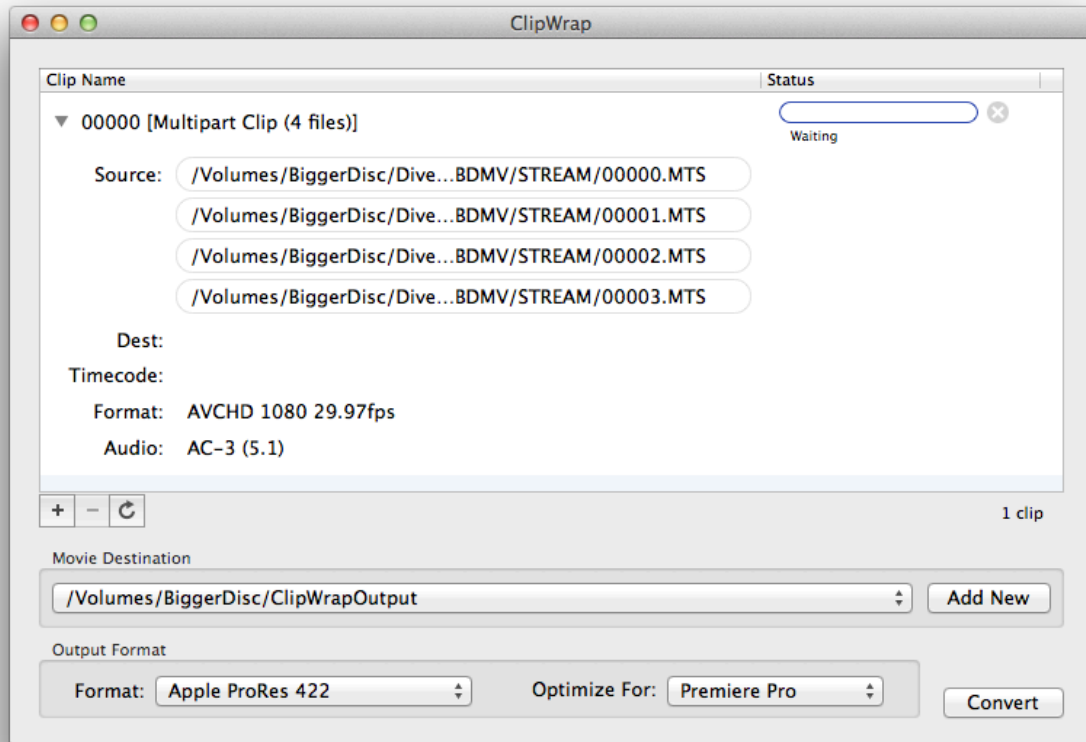 ClipWrap
Clip Name Status
00000 [Multipart Clip (4 files)]
Waiting
Source: /Volumes/BiggerDisc/Dive...BDMV/STREAM/00000.MTS
/Volumes/BiggerDisc/Dive...BDMV/STREAM/00001.MTS
/Volumes/BiggerDisc/Dive...BDMV/STREAM/00002.MTS
/Volumes/BiggerDisc/Dive...BDMV/STREAM/00003.MTS
Dest:
Timecode:
Format: AVCHD 1080 29.97fps
Audio: AC-3 (5.1)
1 clip
Movie Destination
/Volumes/BiggerDisc/ClipWrapOutput Add New
Output Format
Format: Apple ProRes 422 Optimize For: Premiere Pro
Convert